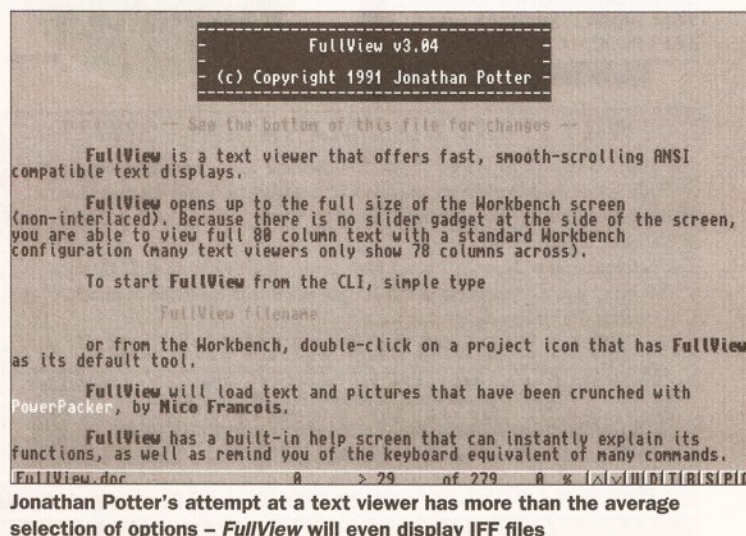 FullView v3.04
(c) Copyright 1991 Jonathan Potter
-- See the bottom of this file for changes --
FullView is a text viewer that offers fast, smooth-scrolling ANSI
compatible text displays.
FullView opens up to the full size of the Workbench screen
(non-interlaced). Because there is no slider gadget at the side of the screen,
you are able to view full 80 column text with a standard Workbench
configuration (many text viewers only show 78 columns across).
To start FullView from the CLI, simple type
FullView filename
or from the Workbench, double-click on a project icon that has FullView
as its default tool.
FullView will load text and pictures that have been crunched with
PowerPacker, by Nico Francois.
FullView has a built-in help screen that can instantly explain its
functions, as well as remind you of the keyboard equivalent of many commands.
FullView.doc 0 > 29 of 279 0 % U D T B S P
Jonathan Potter's attempt at a text viewer has more than the average
selection of options – FullView will even display IFF files